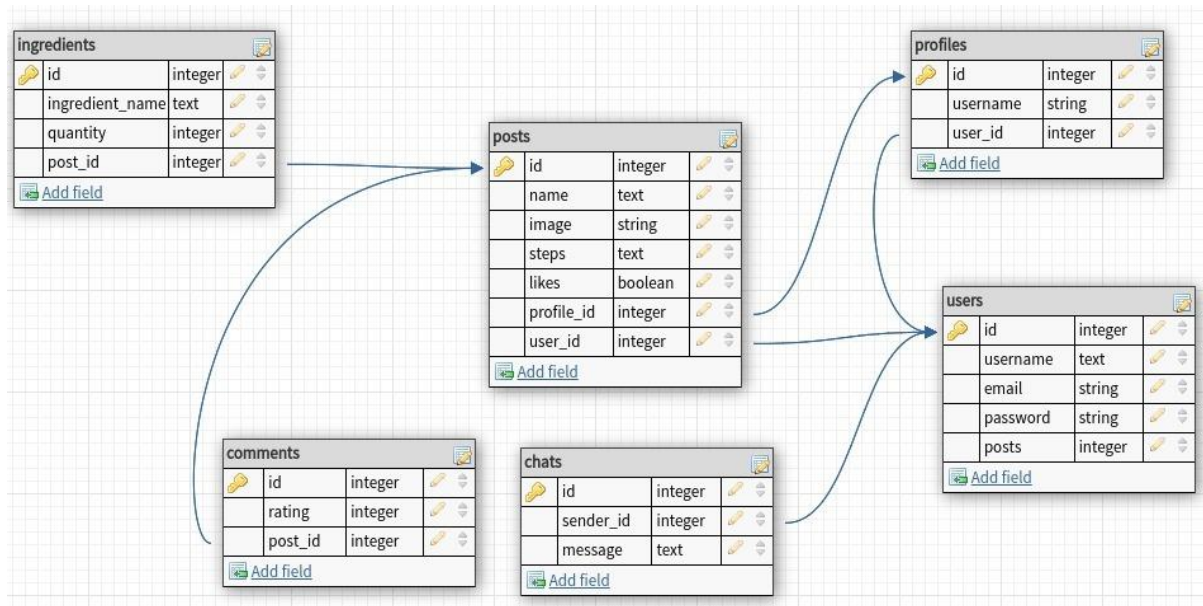 ingredients
id integer
ingredient_name text
quantity integer
post_id integer
Add field
posts
id integer
name text
image string
steps text
likes boolean
profile_id integer
user_id integer
Add field
profiles
id integer
username string
user_id integer
Add field
users
id integer
username text
email string
password string
posts integer
Add field
comments
id integer
rating integer
post_id integer
Add field
chats
id integer
sender_id integer
message text
Add field